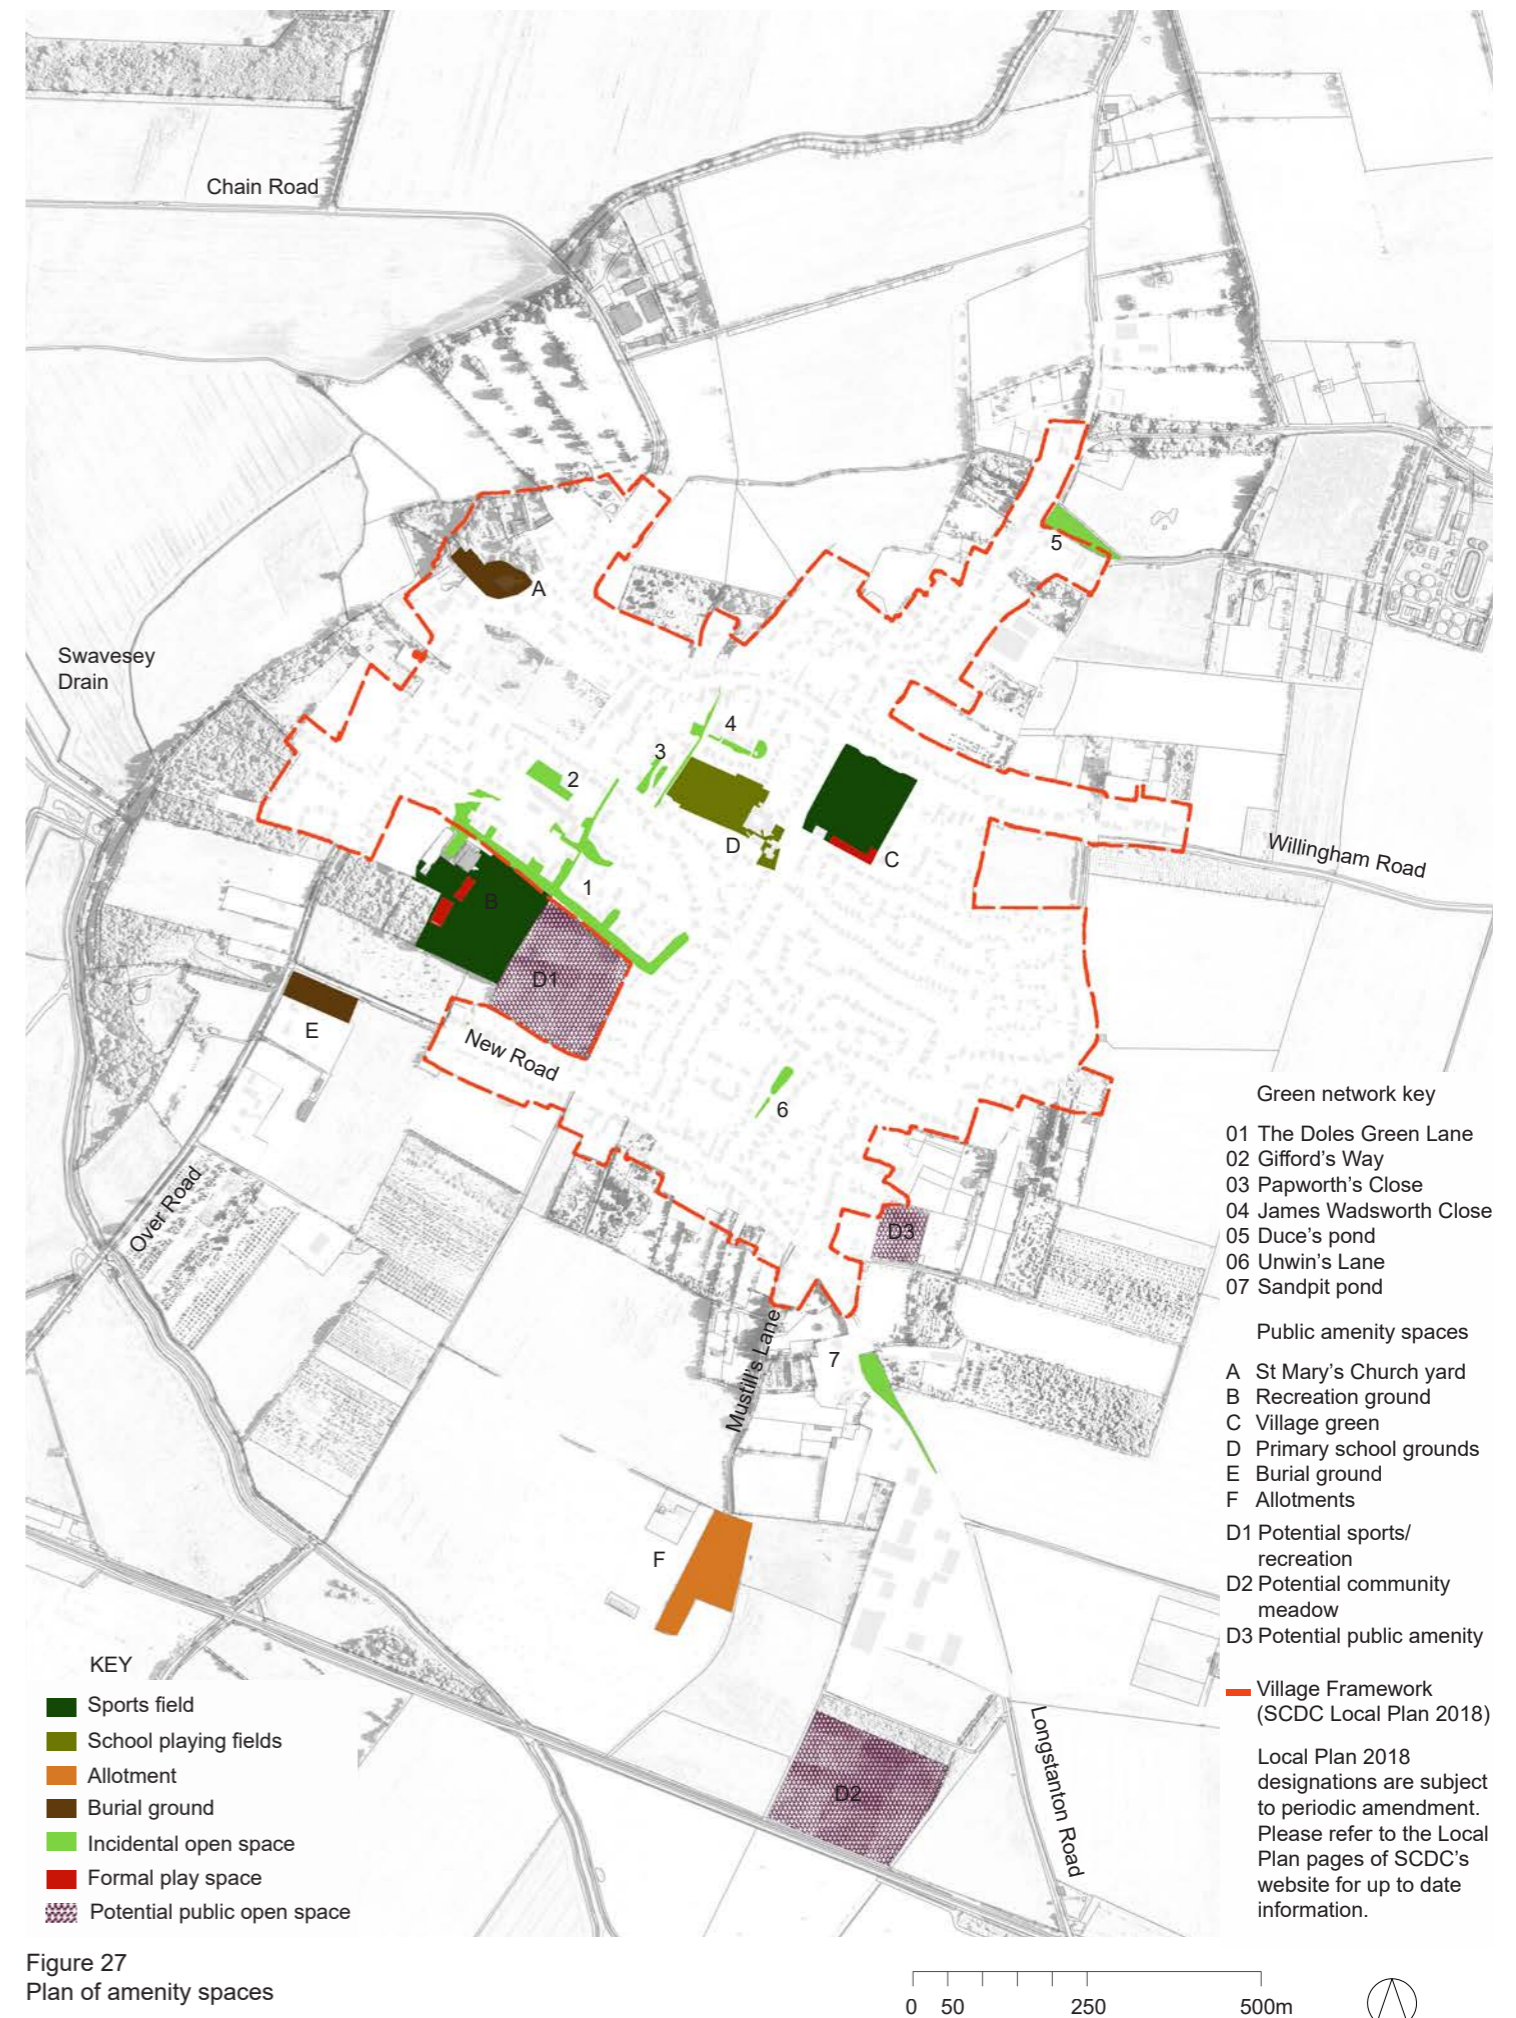 Chain Road
5
A
Swavesey
Drain
4
3
2
D
C
Willingham Road
1
B
D1
E
New Road
6
Over Road
D3
Mustill's Lane
7
F
D2
Longstanton Road
Green network key
01 The Doles Green Lane
02 Gifford's Way
03 Papworth's Close
04 James Wadsworth Close
05 Duce's pond
06 Unwin's Lane
07 Sandpit pond
Public amenity spaces
A St Mary's Church yard
B Recreation ground
C Village green
D Primary school grounds
E Burial ground
F Allotments
D1 Potential sports/
recreation
D2 Potential community
meadow
D3 Potential public amenity
Village Framework
(SCDC Local Plan 2018)
Local Plan 2018
designations are subject
to periodic amendment.
Please refer to the Local
Plan pages of SCDC's
website for up to date
information.
KEY
Sports field
School playing fields
Allotment
Burial ground
Incidental open space
Formal play space
Potential public open space
Figure 27
Plan of amenity spaces
0 50 250 500m